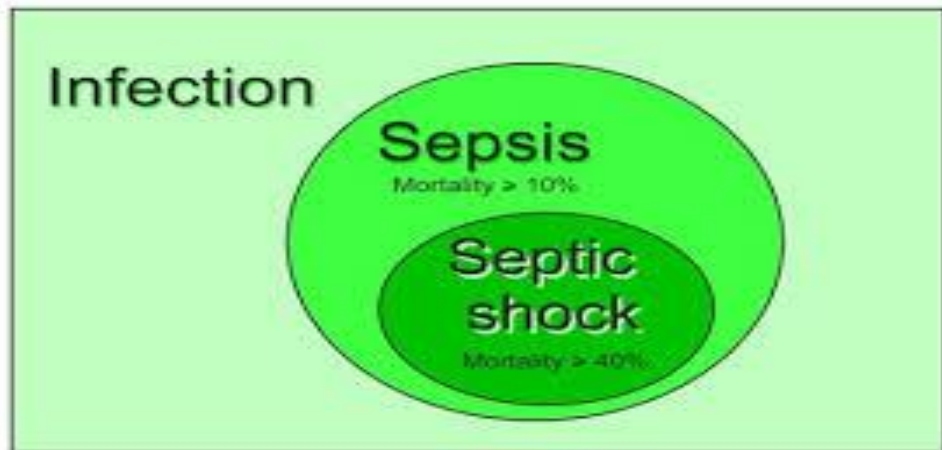 Infection
Sepsis
Mortality > 10%
Septic
shock
Mortality > 40%